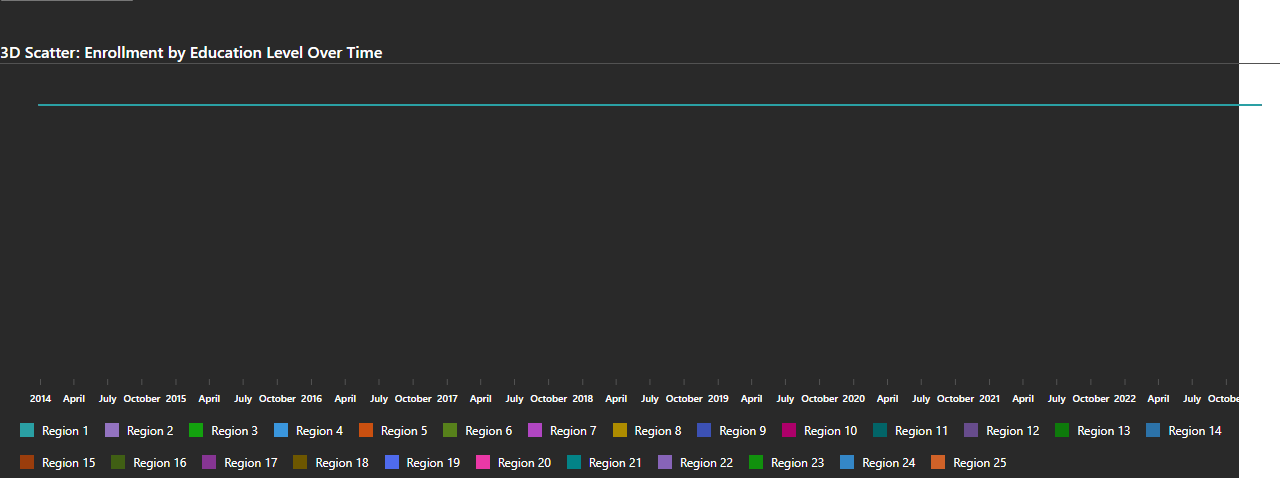 3D Scatter: Enrollment by Education Level Over Time
2014 April July October 2015 April July October 2016 April July October 2017 April July October 2018 April July October 2019 April July October 2020 April July October 2021 April July October 2022 April July Octobe
Region 1 Region 2 Region 3 Region 4 Region 5 Region 6 Region 7 Region 8 Region 9 Region 10 Region 11 Region 12 Region 13 Region 14
Region 15 Region 16 Region 17 Region 18 Region 19 Region 20 Region 21 Region 22 Region 23 Region 24 Region 25